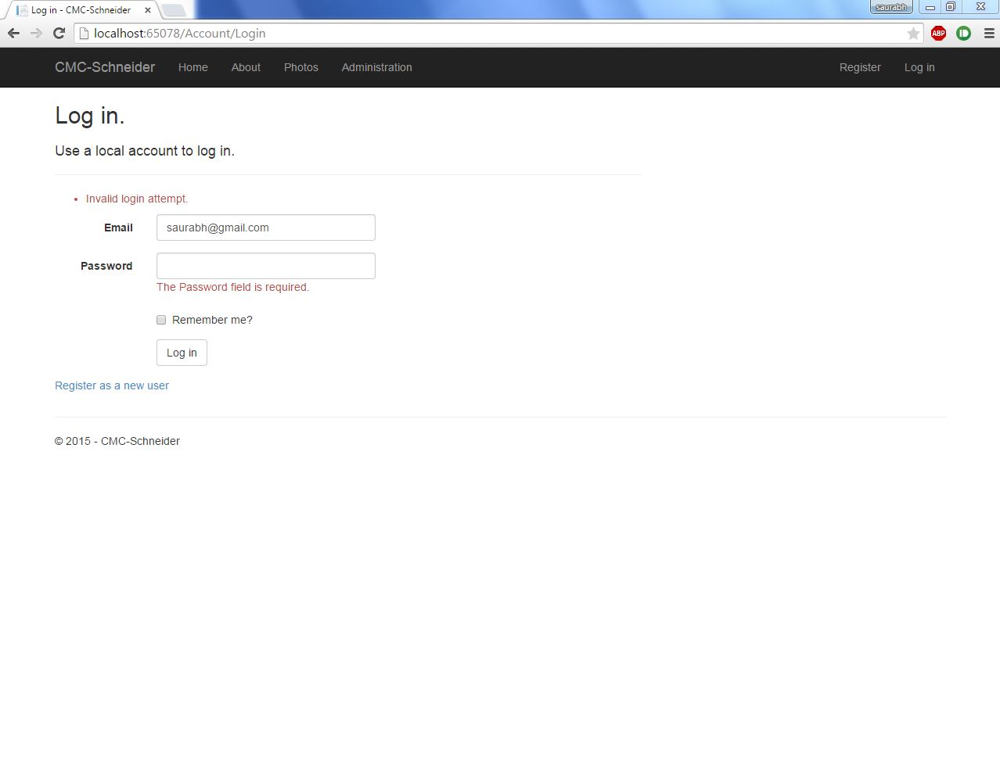 Log in - CMC-Schneider
saurabh
localhost:65078/Account/Login
ABP
CMC-Schneider Home About Photos Administration Register Log in
Log in.
Use a local account to log in.
Invalid login attempt.
Email saurabh@gmail.com
Password
The Password field is required.
Remember me?
Log in
Register as a new user
© 2015 - CMC-Schneider